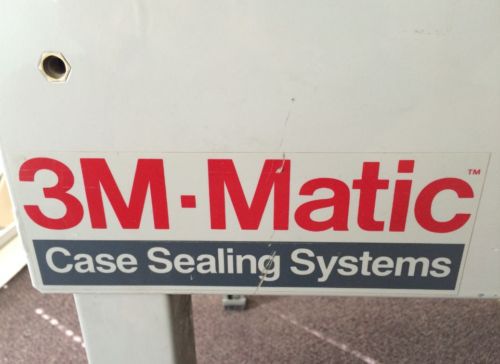 3M·Matic™
Case Sealing Systems